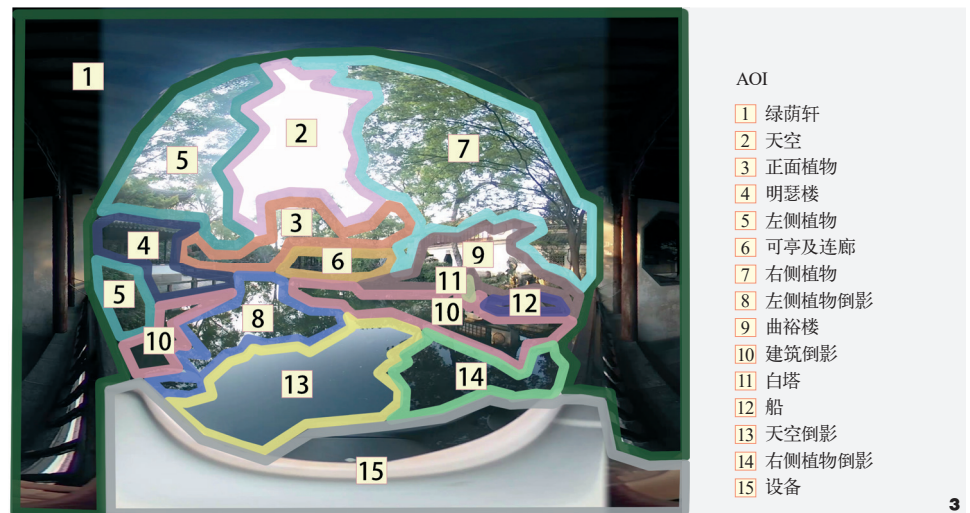 1
2
7
5
3
4
9
6
11
5
12
10
8
10
13
14
15
AOI
1 绿荫轩
2 天空
3 正面植物
4 明瑟楼
5 左侧植物
6 可亭及连廊
7 右侧植物
8 左侧植物倒影
9 曲裕楼
10 建筑倒影
11 白塔
12 船
13 天空倒影
14 右侧植物倒影
15 设备
3